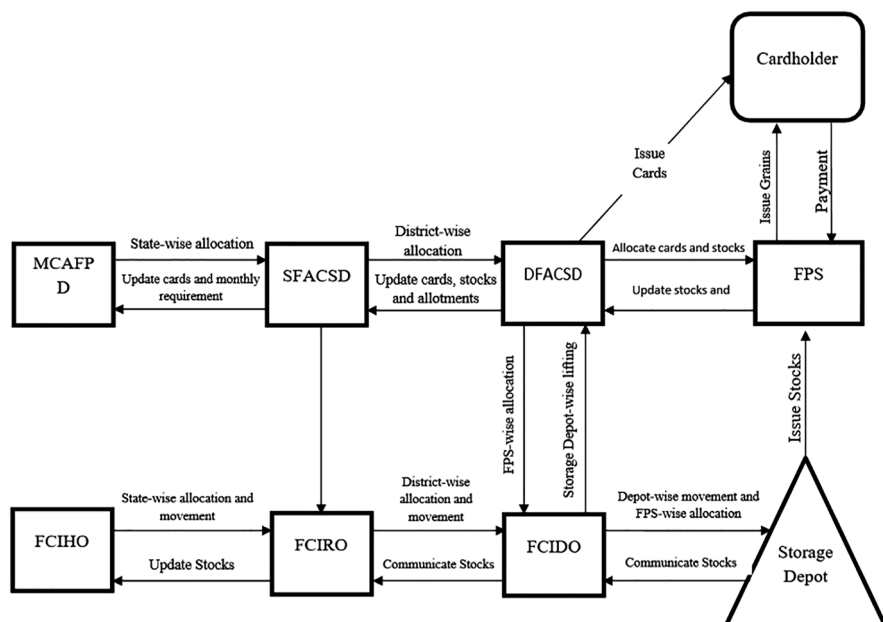 Cardholder
Issue
Cards
Issue Grains
Payment
State-wise allocation
District-wise
allocation
Allocate cards and stocks
MCAFP
D
SFACSD
DFACSD
FPS
Update cards and monthly
requirement
Update cards, stocks
and allotments
Update stocks and
FPS-wise allocation
Storage Depot-wise lifting
Issue Stocks
State-wise allocation and
movement
District-wise
allocation and
movement
Depot-wise movement and
FPS-wise allocation
FCIHO
FCIRO
FCIDO
Storage
Depot
Update Stocks
Communicate Stocks
Communicate Stocks